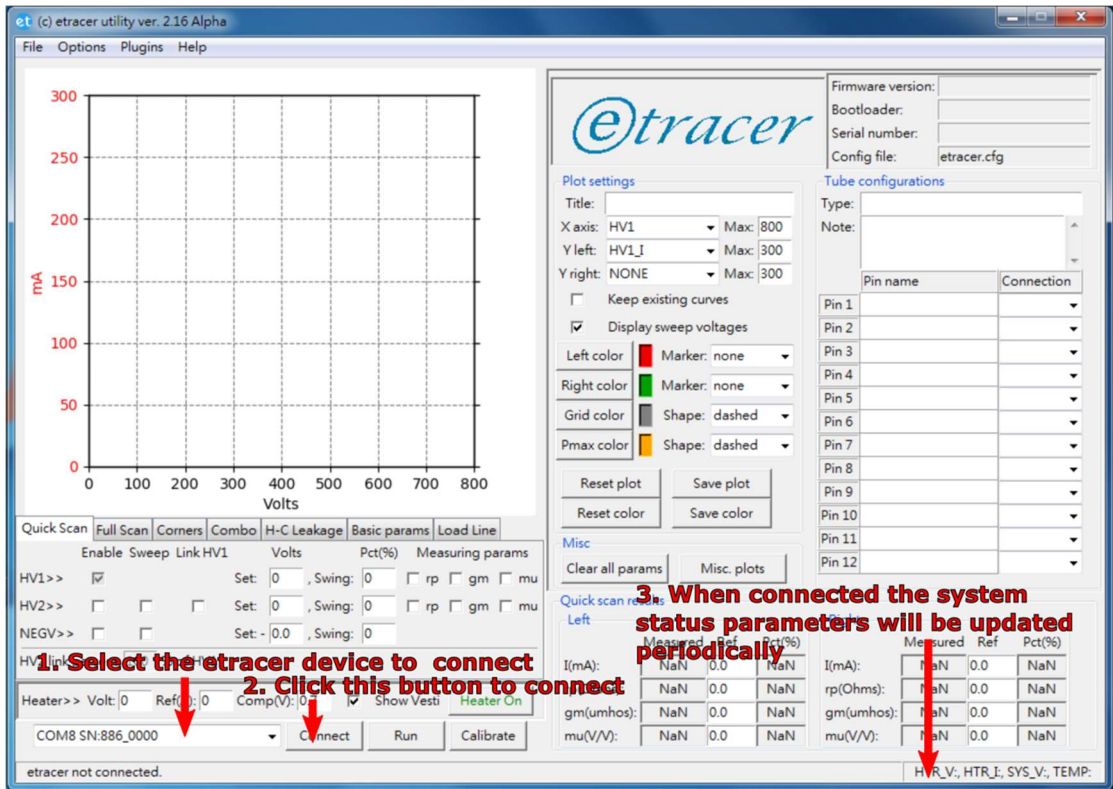 et (c) etracer utility ver. 2.16 Alpha
File Options Plugins Help
300
250
200
150
100
50
0
mA
0 100 200 300 400 500 600 700 800
Volts
etracer
Firmware version:
Bootloader:
Serial number:
Config file: etracer.cfg
Plot settings
Title:
X axis: HV1 Max: 800
Y left: HV1_I Max: 300
Y right: NONE Max: 300
Keep existing curves
Display sweep voltages
Left color Marker: none
Right color Marker: none
Grid color Shape: dashed
Pmax color Shape: dashed
Reset plot Save plot
Reset color Save color
Misc
Clear all params Misc. plots
Tube configurations
Type:
Note:
Pin name Connection
Pin 1
Pin 2
Pin 3
Pin 4
Pin 5
Pin 6
Pin 7
Pin 8
Pin 9
Pin 10
Pin 11
Pin 12
Quick Scan Full Scan Corners Combo H-C Leakage Basic params Load Line
Enable Sweep Link HV1 Volts Pct(%) Measuring params
HV1>> Set: 0 , Swing: 0 rp gm mu
HV2>> Set: 0 , Swing: 0 rp gm mu
NEGV>> Set: - 0.0 , Swing: 0
1. Select the etracer device to connect
2. Click this button to connect
Heater>> Volt: 0 0 Comp(V): Show Vesti Heater On
COM8 SN:886_0000 Connect Run Calibrate
Quick scan results
3. When connected the system
status parameters will be updated
periodically
Left
Measured Ref Pct(%)
I(mA): NaN 0.0 NaN
NaN 0.0 NaN
gm(umhos): NaN 0.0 NaN
mu(V/V): NaN 0.0 NaN
Measured Ref Pct(%)
I(mA): NaN 0.0 NaN
rp(Ohms): NaN 0.0 NaN
gm(umhos): NaN 0.0 NaN
mu(V/V): NaN 0.0 NaN
etracer not connected.
HTR_V:, HTR_I:, SYS_V:, TEMP: